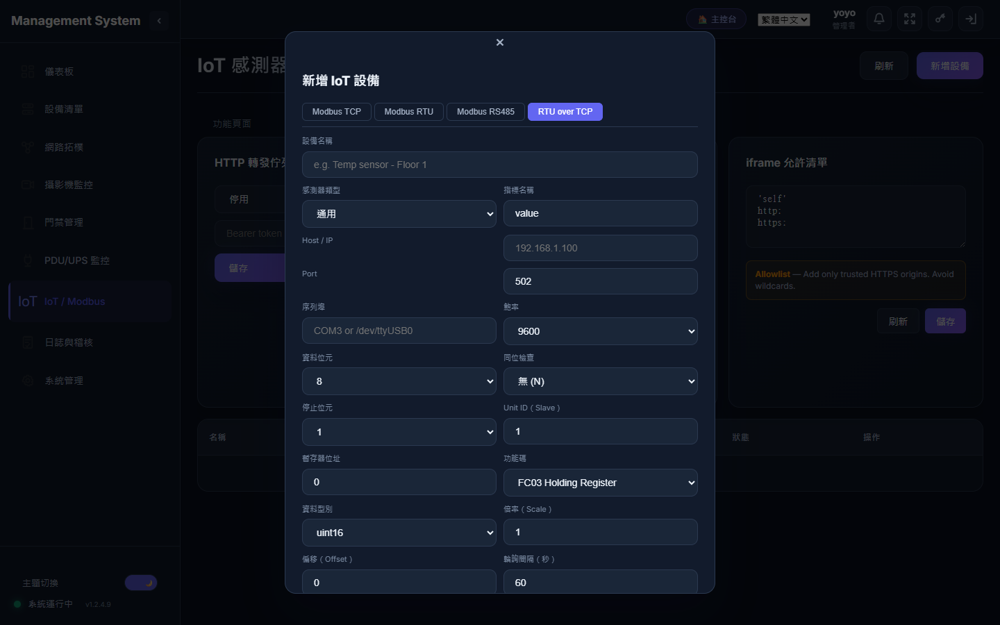 Management System
‹
主控台
繁體中文
yoyo
管理者
儀表板
設備清單
網路拓樸
攝影機監控
門禁管理
PDU/UPS 監控
IoT IoT / Modbus
日誌與稽核
系統管理
主題切換
系統運行中 v1.2.4.9
IoT 感測器
刷新
新增設備
功能頁面
HTTP 轉發佇列
停用
Bearer token
儲存
×
新增 IoT 設備
Modbus TCP
Modbus RTU
Modbus RS485
RTU over TCP
設備名稱
e.g. Temp sensor - Floor 1
感測器類型
指標名稱
通用
value
Host / IP
192.168.1.100
Port
502
序列埠
鮑率
COM3 or /dev/ttyUSB0
9600
資料位元
同位檢查
8
無 (N)
停止位元
Unit ID ( Slave )
1
1
暫存器位址
功能碼
0
FC03 Holding Register
資料型別
倍率 ( Scale )
uint16
1
偏移 ( Offset )
輪詢間隔 ( 秒 )
0
60
iframe 允許清單
'self'
http:
https:
Allowlist — Add only trusted HTTPS origins. Avoid
wildcards.
刷新
儲存
名稱
狀態
操作